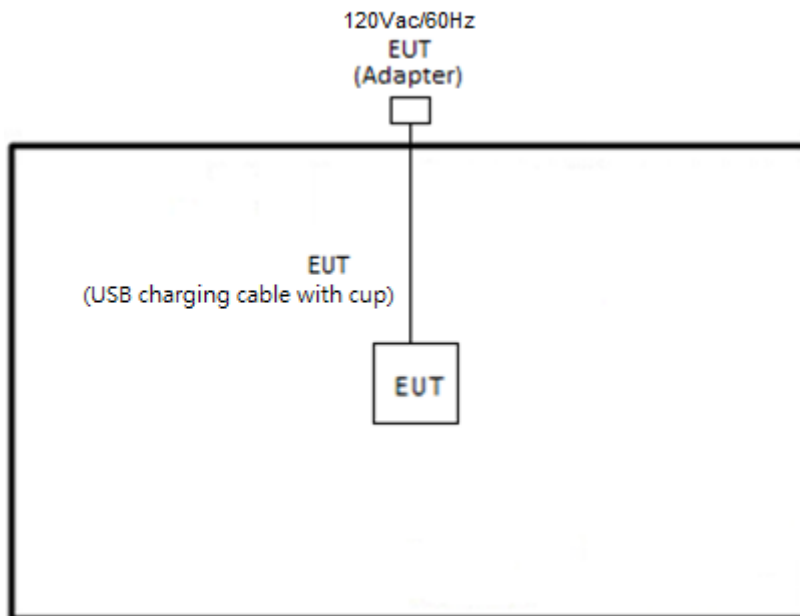 120Vac/60Hz
EUT
(Adapter)
EUT
(USB charging cable with cup)
EUT